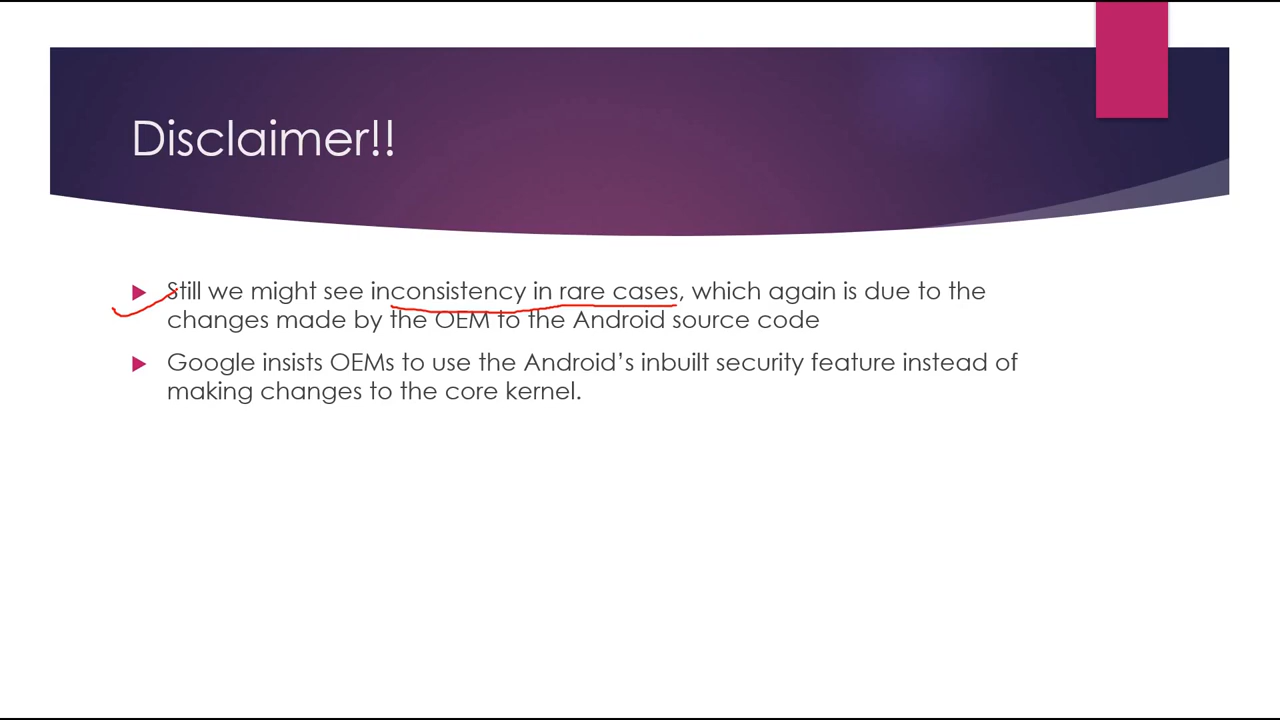 Disclaimer!!
Still we might see inconsistency in rare cases, which again is due to the
changes made by the OEM to the Android source code
Google insists OEMs to use the Android’s inbuilt security feature instead of
making changes to the core kernel.